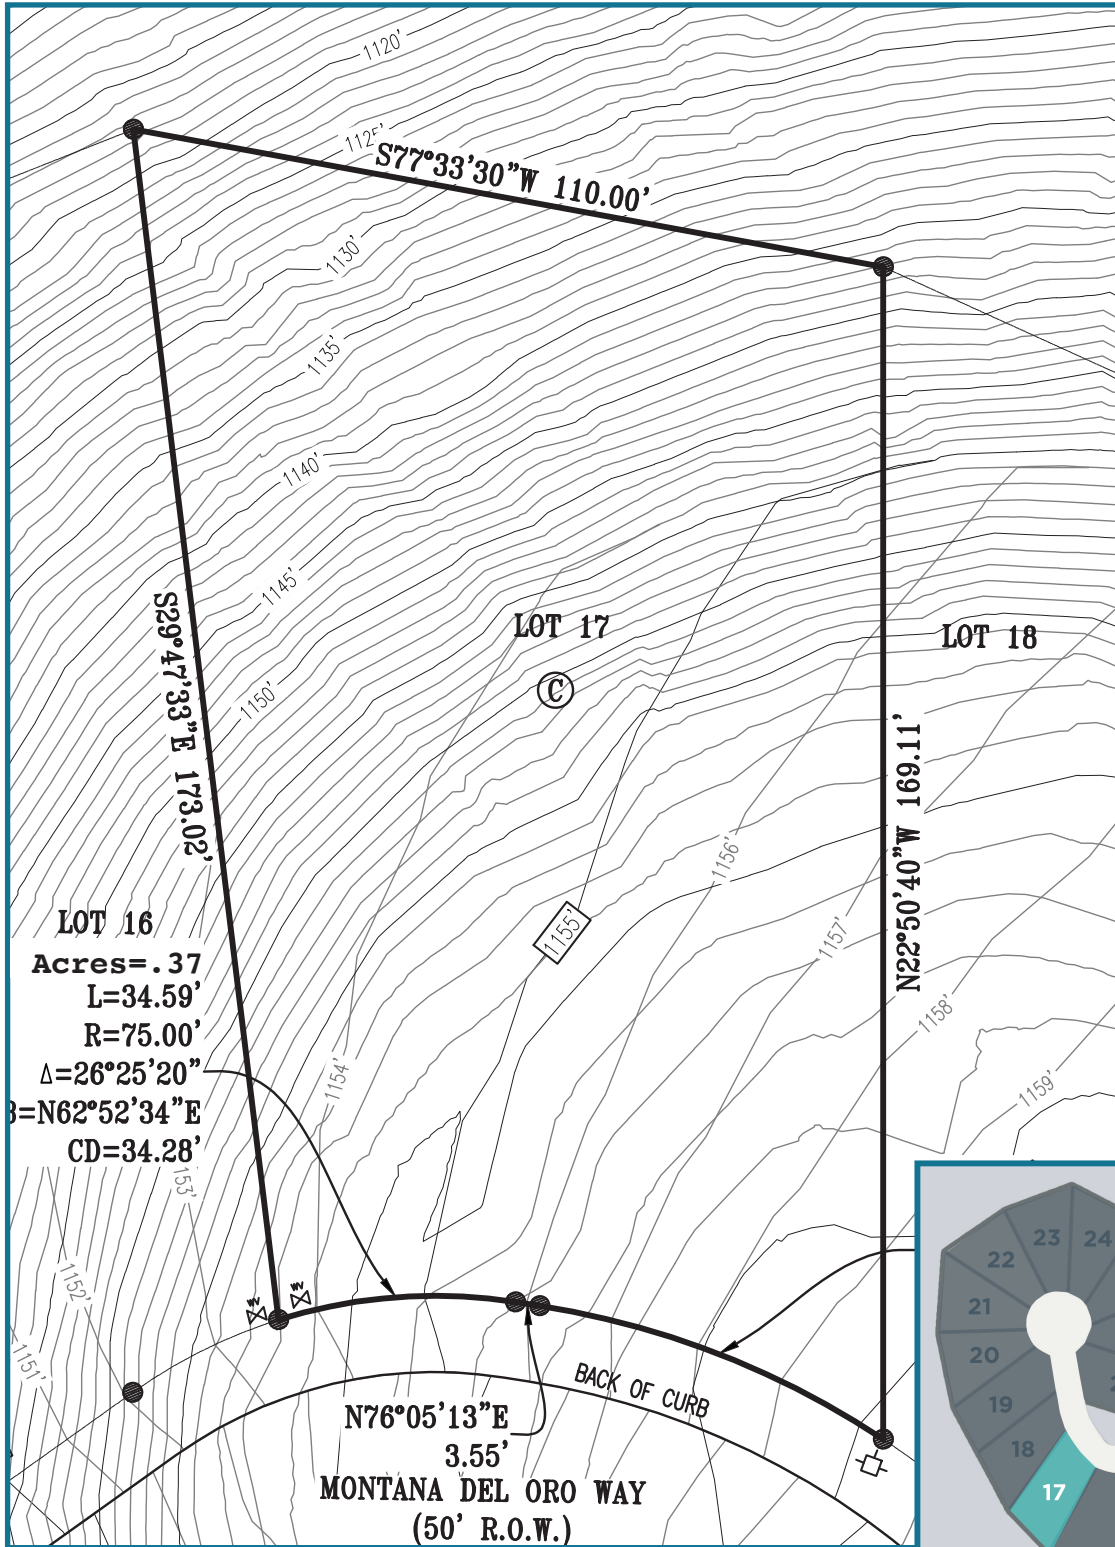 1120'
1125'
S77°33'30"W 110.00'
1130'
1135'
1140'
1145'
S29°47'33"E 173.02'
LOT 17
LOT 18
C
1150'
N22°50'40"W 169.11'
1156'
LOT 16
1155'
1157'
Acres=.37
L=34.59'
R=75.00'
1158'
Δ=26°25'20"
1154'
1159'
=N62°52'34"E
CD=34.28'
153'
1152'
W
W
1151'
BACK OF CURB
N76°05'13"E
3.55'
MONTANA DEL ORO WAY
(50' R.O.W.)
23
24
22
21
20
19
18
17